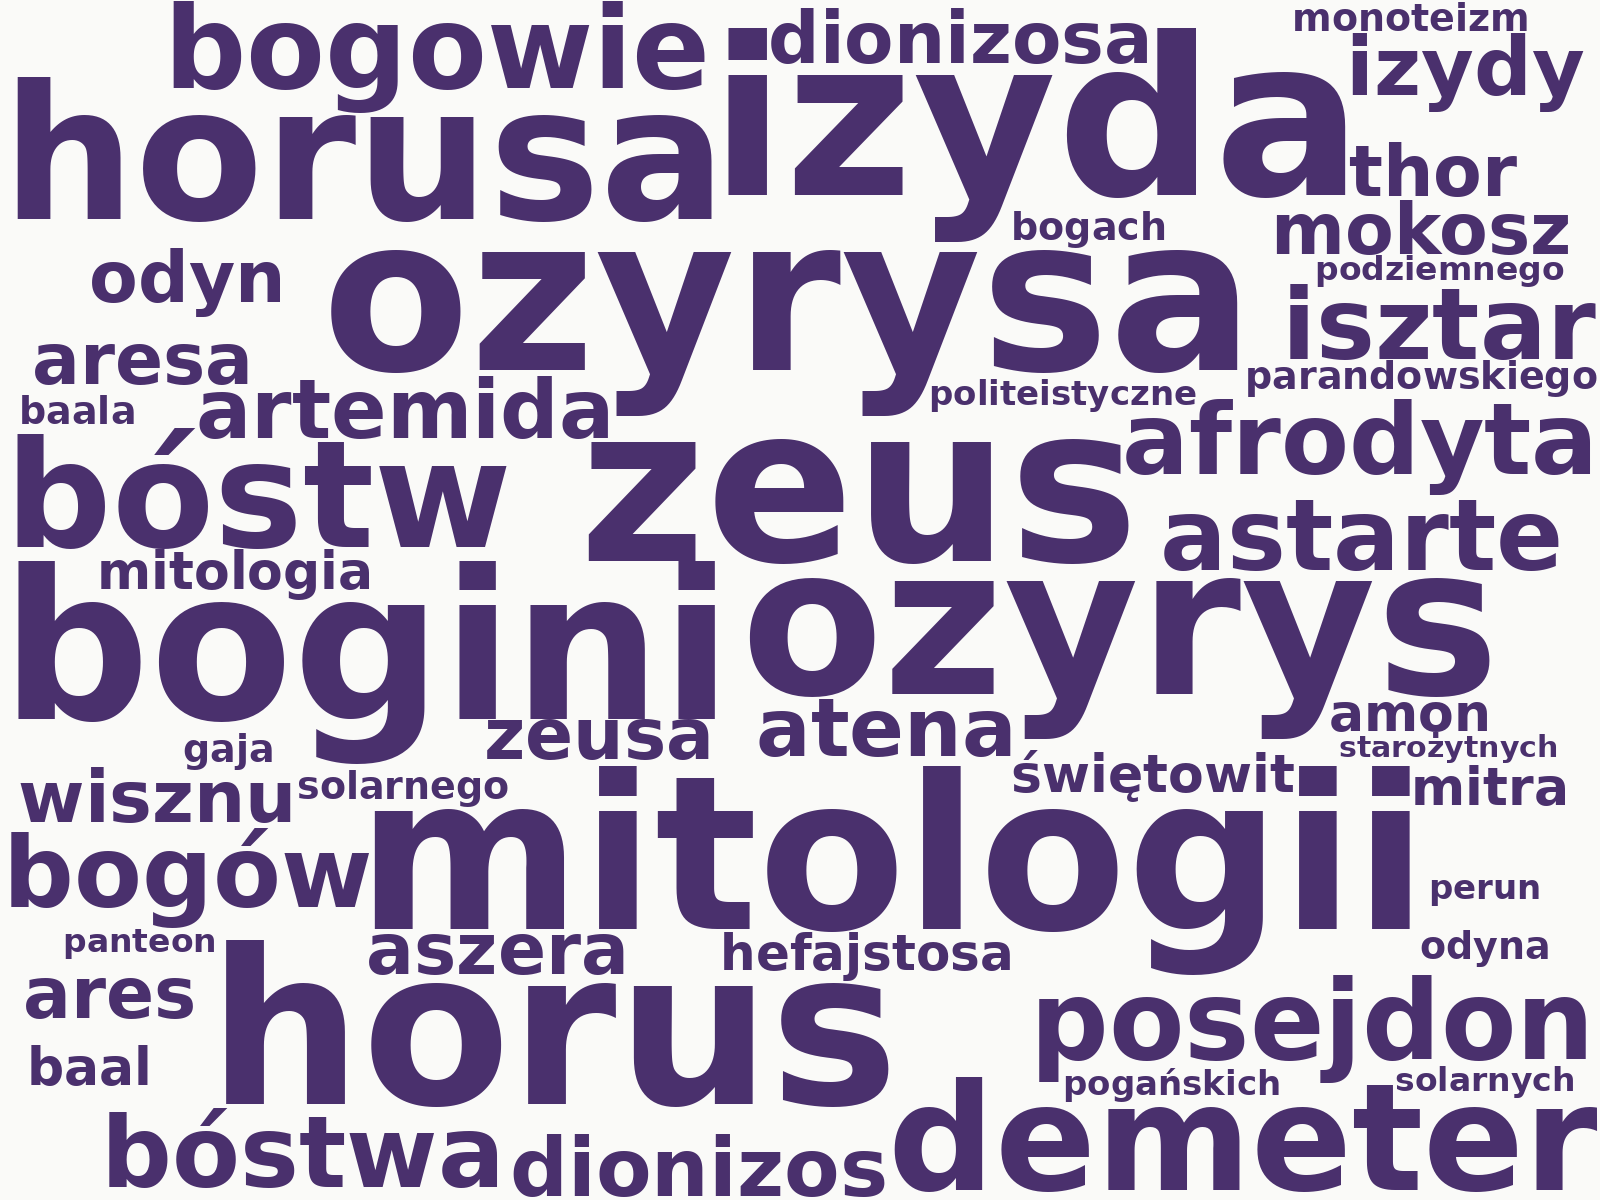 bogowie
dionizosa
monoteizm
izydy
horusa
izyda
thor
bogach
mokosz
odyn
ozyrysa
podziemnego
isztar
aresa
parandowskiego
baala
artemida
politeistyczne
afrodyta
bóstw
zeus
astarte
mitologia
bogini
ozyrys
gaja
zeusa
atena
amon
starożytnych
wisznu
solarnego
świętowit
mitra
bogów
mitologii
perun
panteon
aszera
hefajstosa
odyna
ares
horus
posejdon
baal
pogańskich
solarnych
bóstwa
dionizos
demeter